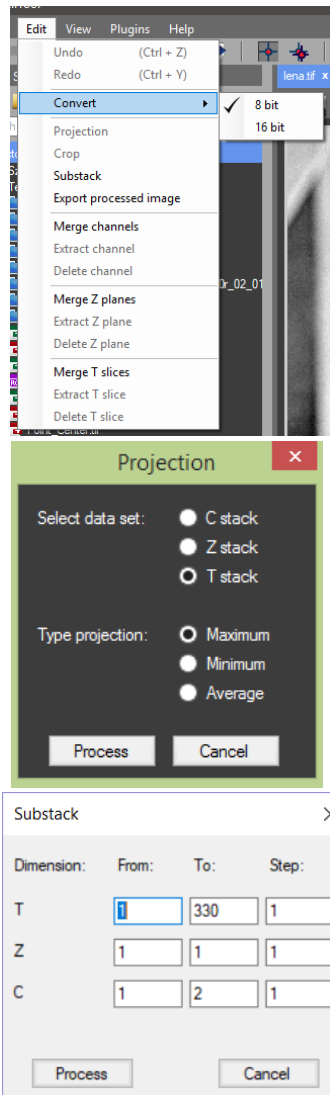 Edit View Plugins Help
Undo (Ctrl + Z)
Redo (Ctrl + Y)
lena.tif x
Convert
8 bit
16 bit
Projection
Crop
Substack
Export processed image
Merge channels
Extract channel
Delete channel
0r_02_01
Merge Z planes
Extract Z plane
Delete Z plane
Merge T slices
Extract T slice
Delete T slice
Point_Center.tif
Projection
Select data set: C stack
Z stack
T stack
Type projection: Maximum
Minimum
Average
Process Cancel
Substack
Dimension: From: To: Step:
T 1 330 1
Z 1 1 1
C 1 2 1
Process Cancel